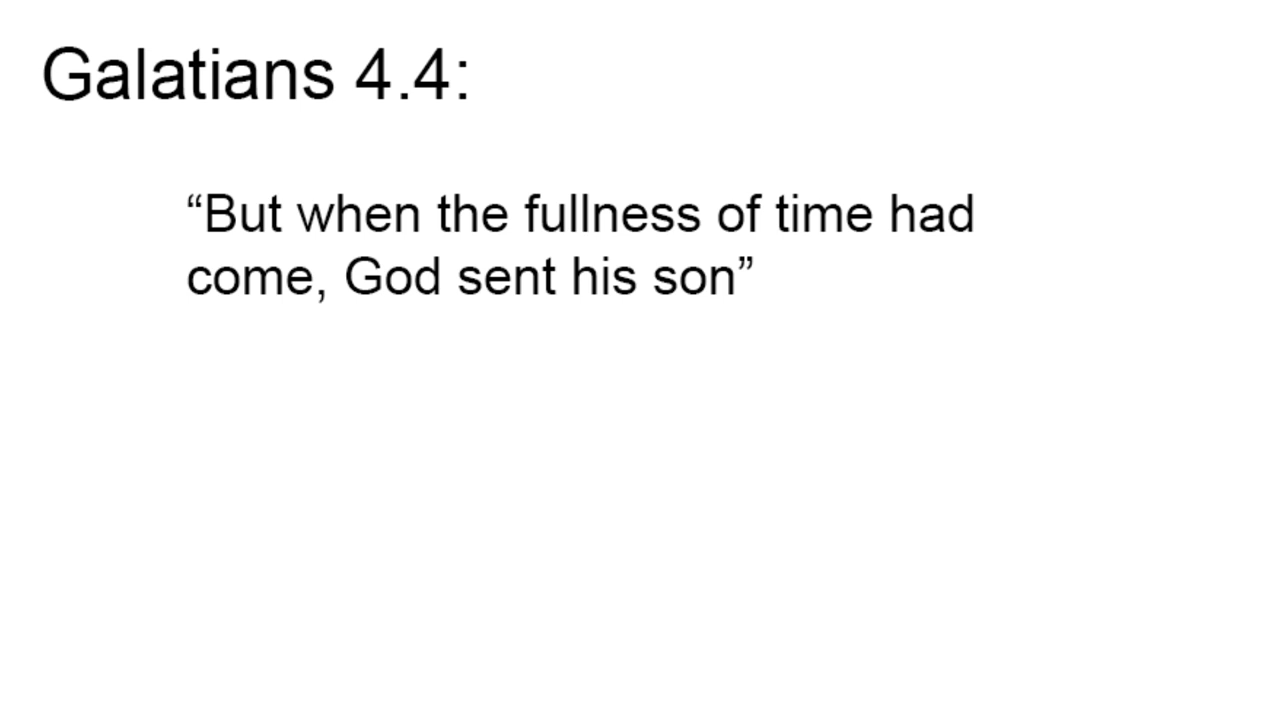 Galatians 4.4:
“But when the fullness of time had
come, God sent his son”